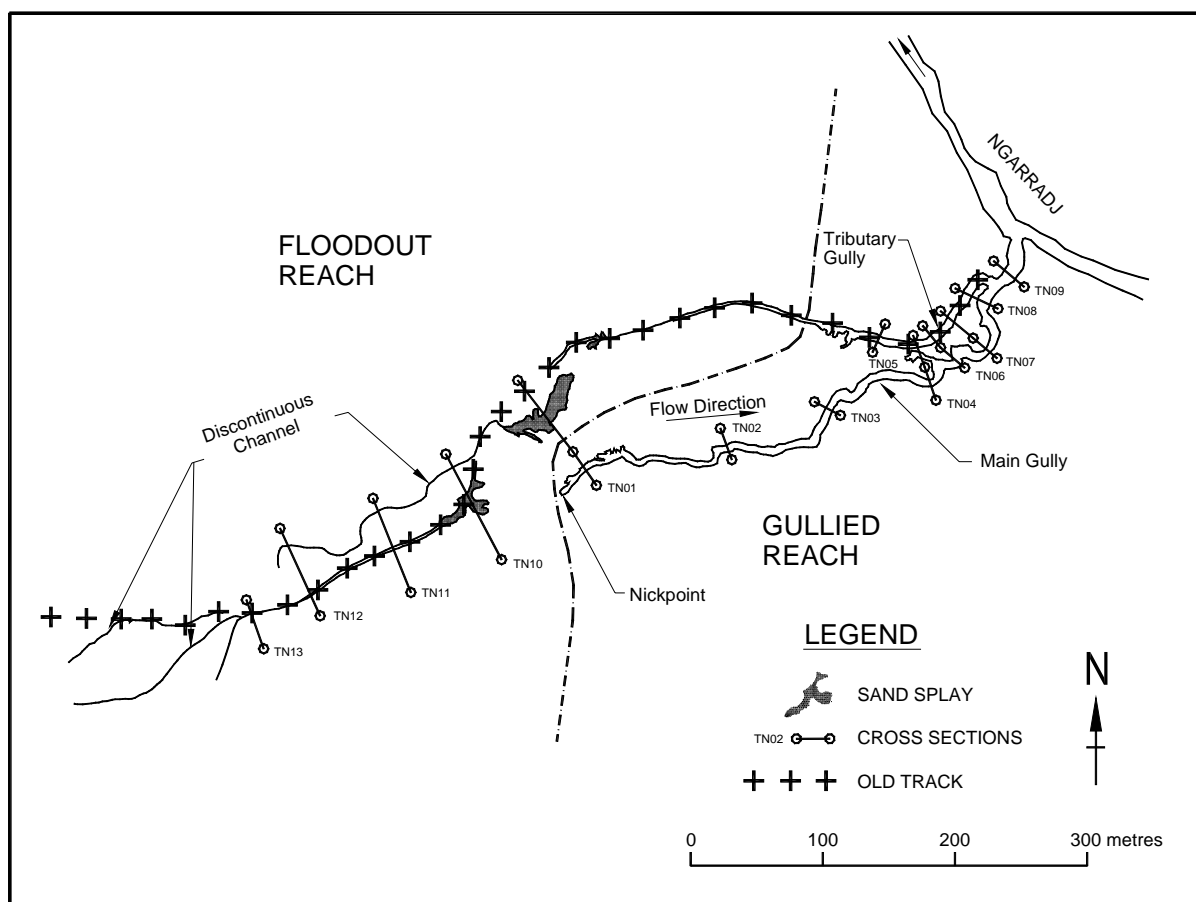 NGARRADJ
FLOODOUT
REACH
Tributary
Gully
TN09
TN08
TN07
TN05
TN06
TN04
Flow Direction
TN03
TN02
Discontinuous
Channel
Main Gully
TN01
GULLIED
REACH
TN10
Nickpoint
TN11
TN12
TN13
LEGEND
SAND SPLAY
TN02 CROSS SECTIONS
OLD TRACK
N
0 100 200 300 metres